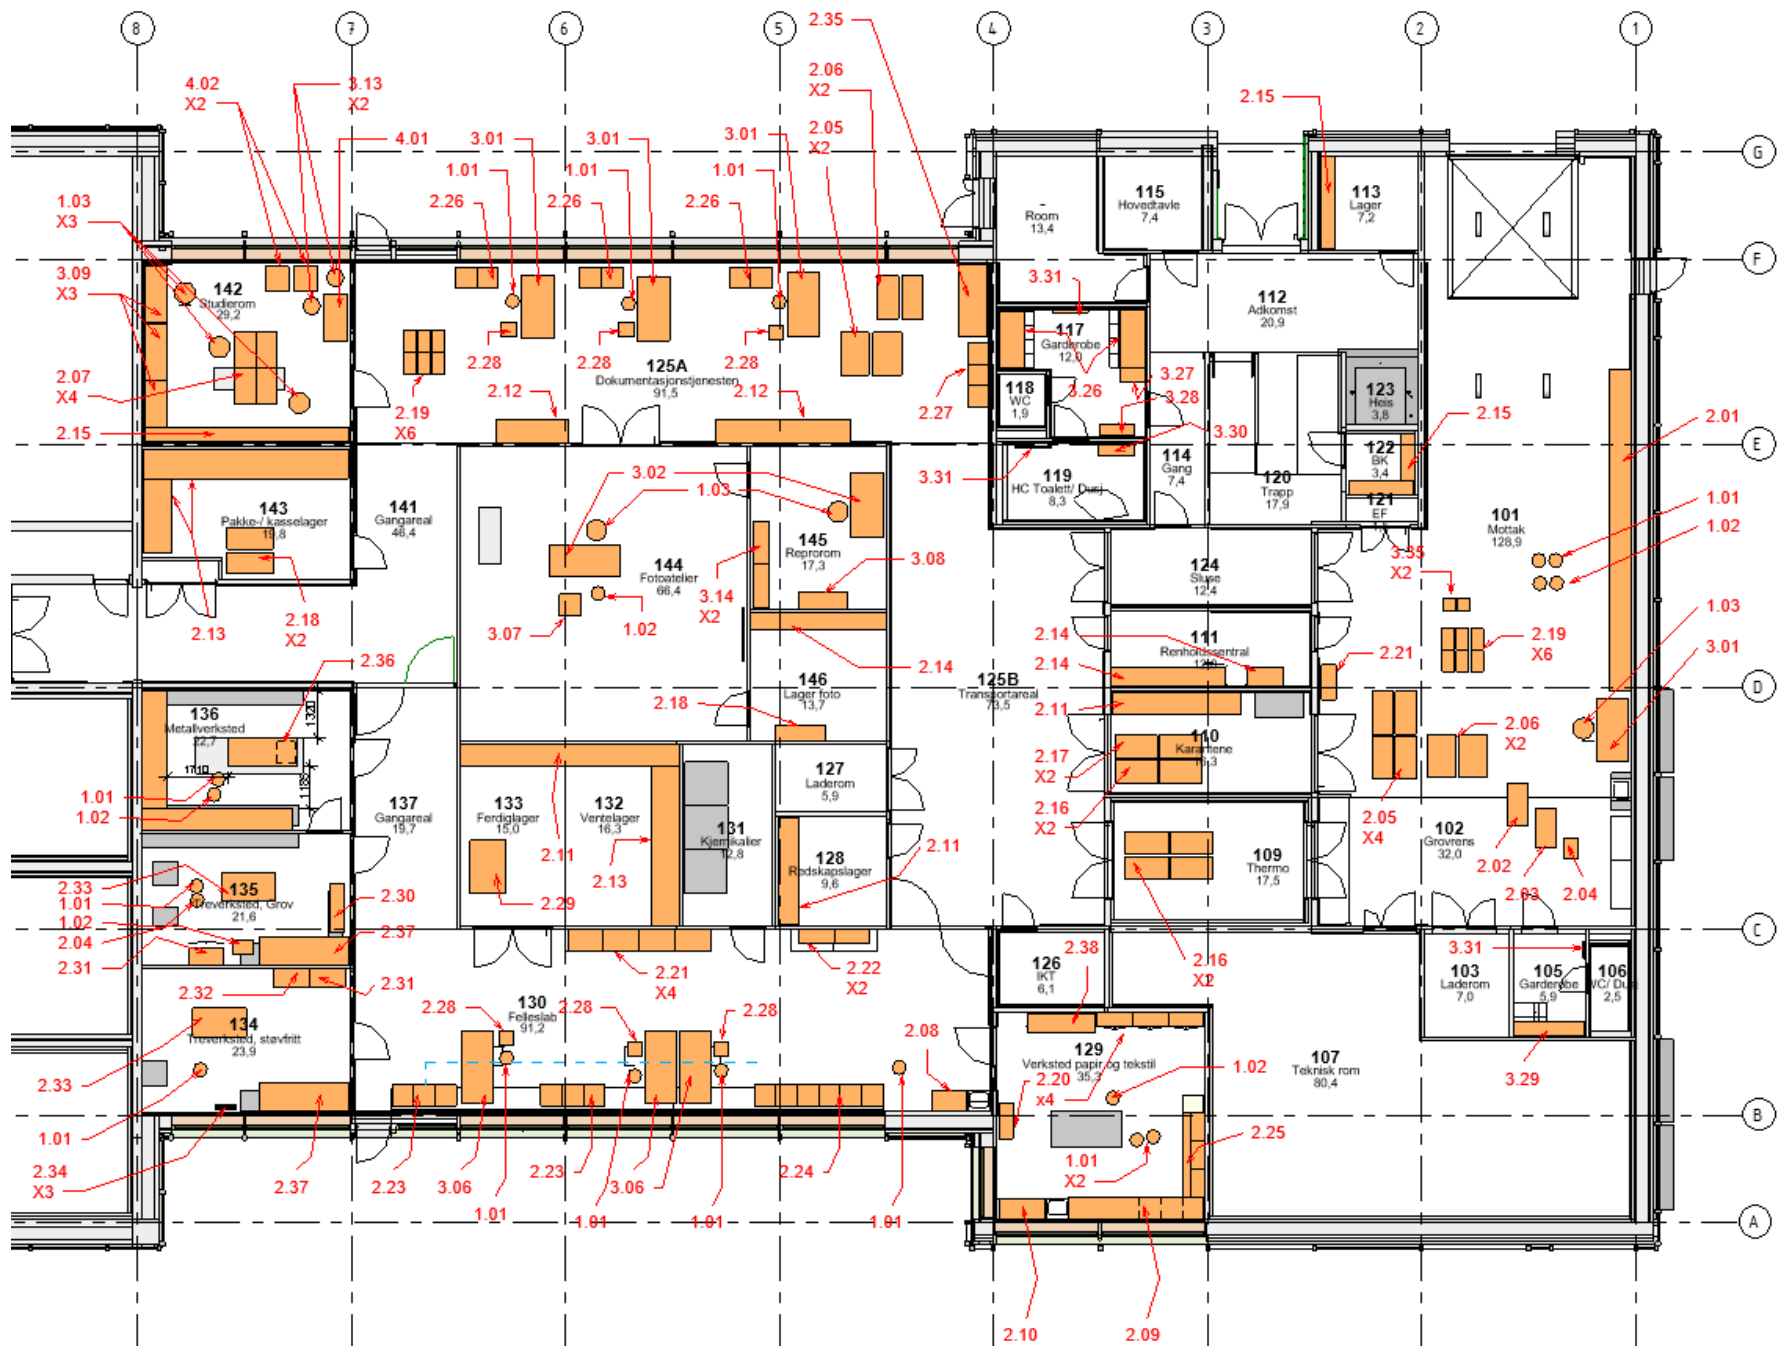 8
7
6
5
4
3
2
1
2.35
2.06
X2
2.05
X2
4.02
X2
3.13
X2
4.01
3.01
3.01
3.01
1.01
1.01
1.01
2.26
2.26
2.26
2.15
G
1.03
X3
3.09
X3
2.07
X4
2.15
142
Studierom
29,2
2.19
X6
2.28
2.28
2.28
2.12
2.12
125A
Dokumentasjonstjenesten
91,5
2.27
-
Room
13,4
115
Hovedtavle
7,4
113
Lager
7,2
F
3.31
117
Garderobe
12,0
3.26
3.27
3.28
3.30
118
WC
1,9
112
Adkomst
20,9
123
Heis
3,8
2.15
2.01
E
3.31
119
HC Toalett/ Dusj
8,3
114
Gang
7,4
120
Trapp
17,9
122
BK
3,4
121
EF
101
Mottak
128,9
1.01
1.02
3.35
X2
143
Pakke-/ kasselager
19,8
2.13
2.18
X2
141
Gangareal
46,4
3.02
1.03
144
Fotoatelier
66,4
3.07
1.02
145
Reprorom
17,3
3.14
X2
3.08
2.14
124
Sluse
12,4
2.14
2.14
111
Renholdssentral
2.21
2.19
X6
1.03
3.01
D
2.36
136
Metallverksted
22,7
1320
1710
1188
1.01
1.02
146
Lager foto
13,7
2.18
125B
Transportareal
73,5
2.11
2.17
X2
2.16
X2
110
Karantene
16,3
2.06
X2
2.05
X4
137
Gangareal
19,7
133
Ferdiglager
15,0
132
Ventelager
16,3
2.11
2.13
2.29
131
Kjemikalier
12,8
127
Laderom
5,9
128
Redskapslager
9,6
2.11
109
Thermo
17,5
102
Grovrens
32,0
2.02
2.03
2.04
2.33
1.01
1.02
2.04
2.31
135
Treverksted, Grov
21,6
2.30
2.37
C
2.32
2.31
134
Treverksted, støvfritt
23,9
2.33
1.01
2.34
X3
2.37
2.21
X4
2.22
X2
130
Felleslab
91,2
2.28
2.28
2.28
2.08
2.23
3.06
1.01
2.23
1.01
3.06
1.01
2.24
1.01
126
IKT
6,1
2.38
2.16
X2
129
Verksted papir og tekstil
35,3
2.20
x4
1.02
1.01
X2
2.25
2.10
2.09
107
Teknisk rom
80,4
103
Laderom
7,0
3.31
105
Garderobe
5,9
106
WC/ Dusj
2,5
3.29
B
A